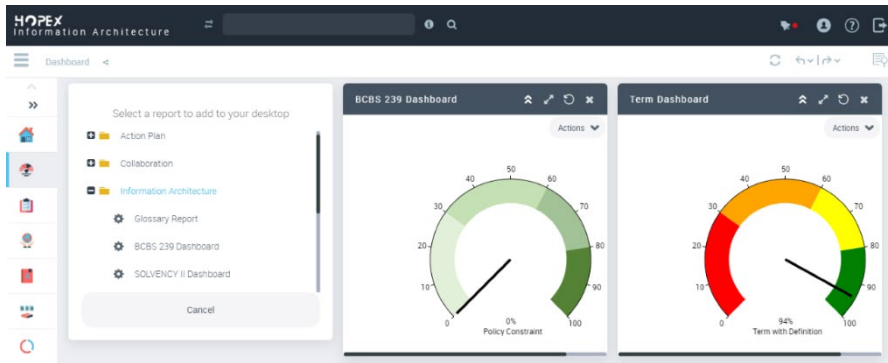 HOPEX
Information Architecture
Dashboard
Select a report to add to your desktop
Action Plan
Collaboration
Information Architecture
Glossary Report
BCBS 239 Dashboard
SOLVENCY II Dashboard
Cancel
BCBS 239 Dashboard
Actions
0
10
20
30
40
50
60
70
80
90
100
0%
Policy Constraint
Term Dashboard
Actions
0
10
20
30
40
50
60
70
80
90
100
94%
Term with Definition